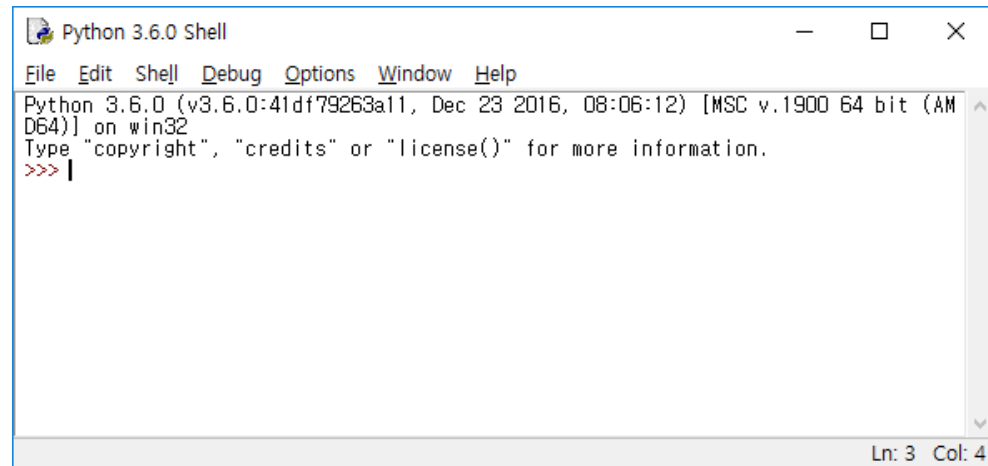 Python 3.6.0 Shell
File Edit Shell Debug Options Window Help
Python 3.6.0 (v3.6.0:41df79263a11, Dec 23 2016, 08:06:12) [MSC v.1900 64 bit (AM
D64)] on win32
Type "copyright", "credits" or "license()" for more information.
>>>
Ln: 3 Col: 4